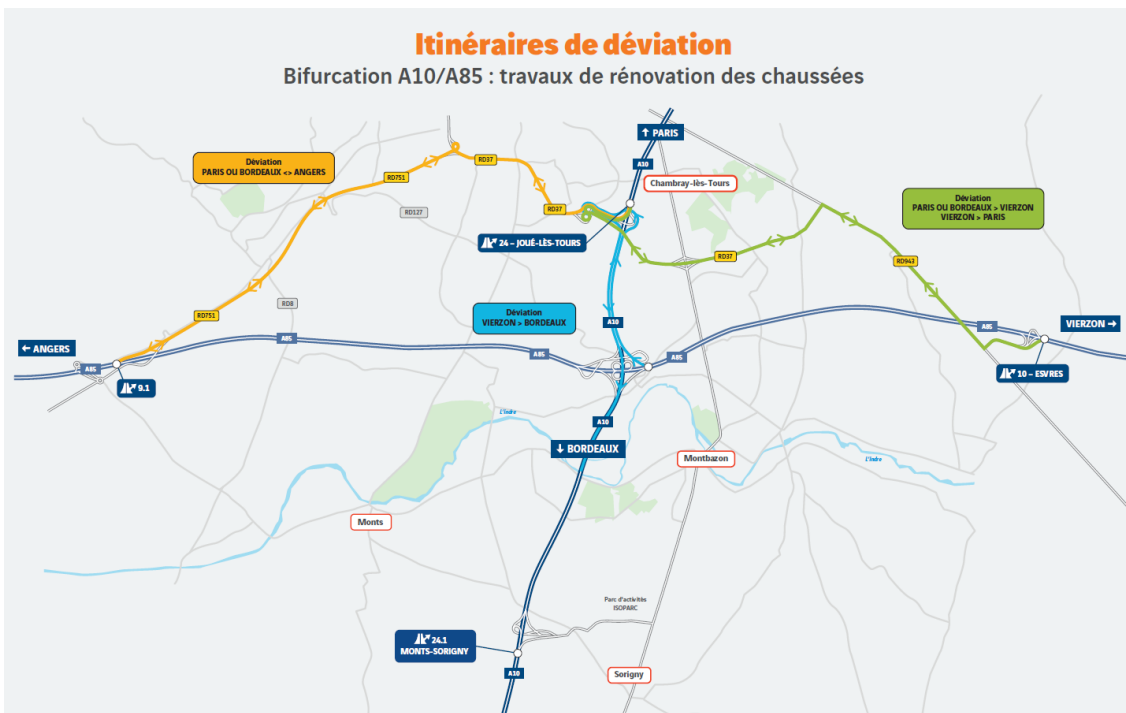 Itinéraires de déviation
Bifurcation A10/A85 : travaux de rénovation des chaussées
↑ PARIS
A10
Déviation
PARIS OU BORDEAUX <> ANGERS
RD37
RD751
Chambray-lès-Tours
Déviation
PARIS OU BORDEAUX > VIERZON
VIERZON > PARIS
RD127
RD37
24 – JOUÉ-LÈS-TOURS
RD37
RD943
RD8
RD751
Déviation
VIERZON > BORDEAUX
A10
VIERZON →
A85
A85
← ANGERS
A85
A85
A85
10 – ESVRES
9.1
L'Indre
A10
↓ BORDEAUX
Montbazon
L'Indre
Monts
Parc d'activités
ISOPARC
24.1
MONTS-SORIGNY
A10
Sorigny